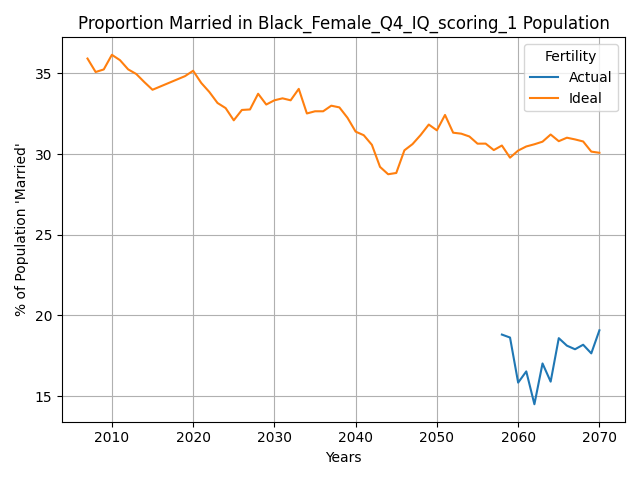 Proportion Married in Black_Female_Q4_IQ_scoring_1 Population
Fertility
Actual
Ideal
% of Population 'Married'
35
30
25
20
15
2010
2020
2030
2040
2050
2060
2070
Years